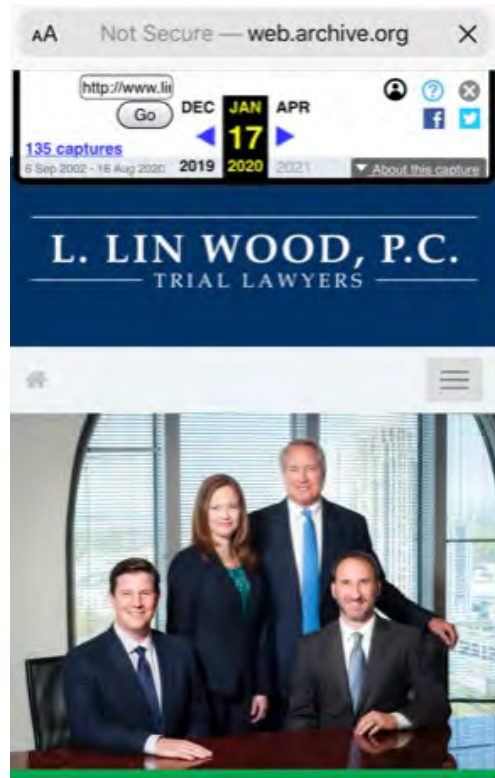 AA Not Secure — web.archive.org ×
http://www.lin
Go
DEC JAN APR
17
135 captures
2019 2020 2021
6 Sep 2002 - 16 Aug 2020
▼ About this capture
L. LIN WOOD, P.C.
TRIAL LAWYERS